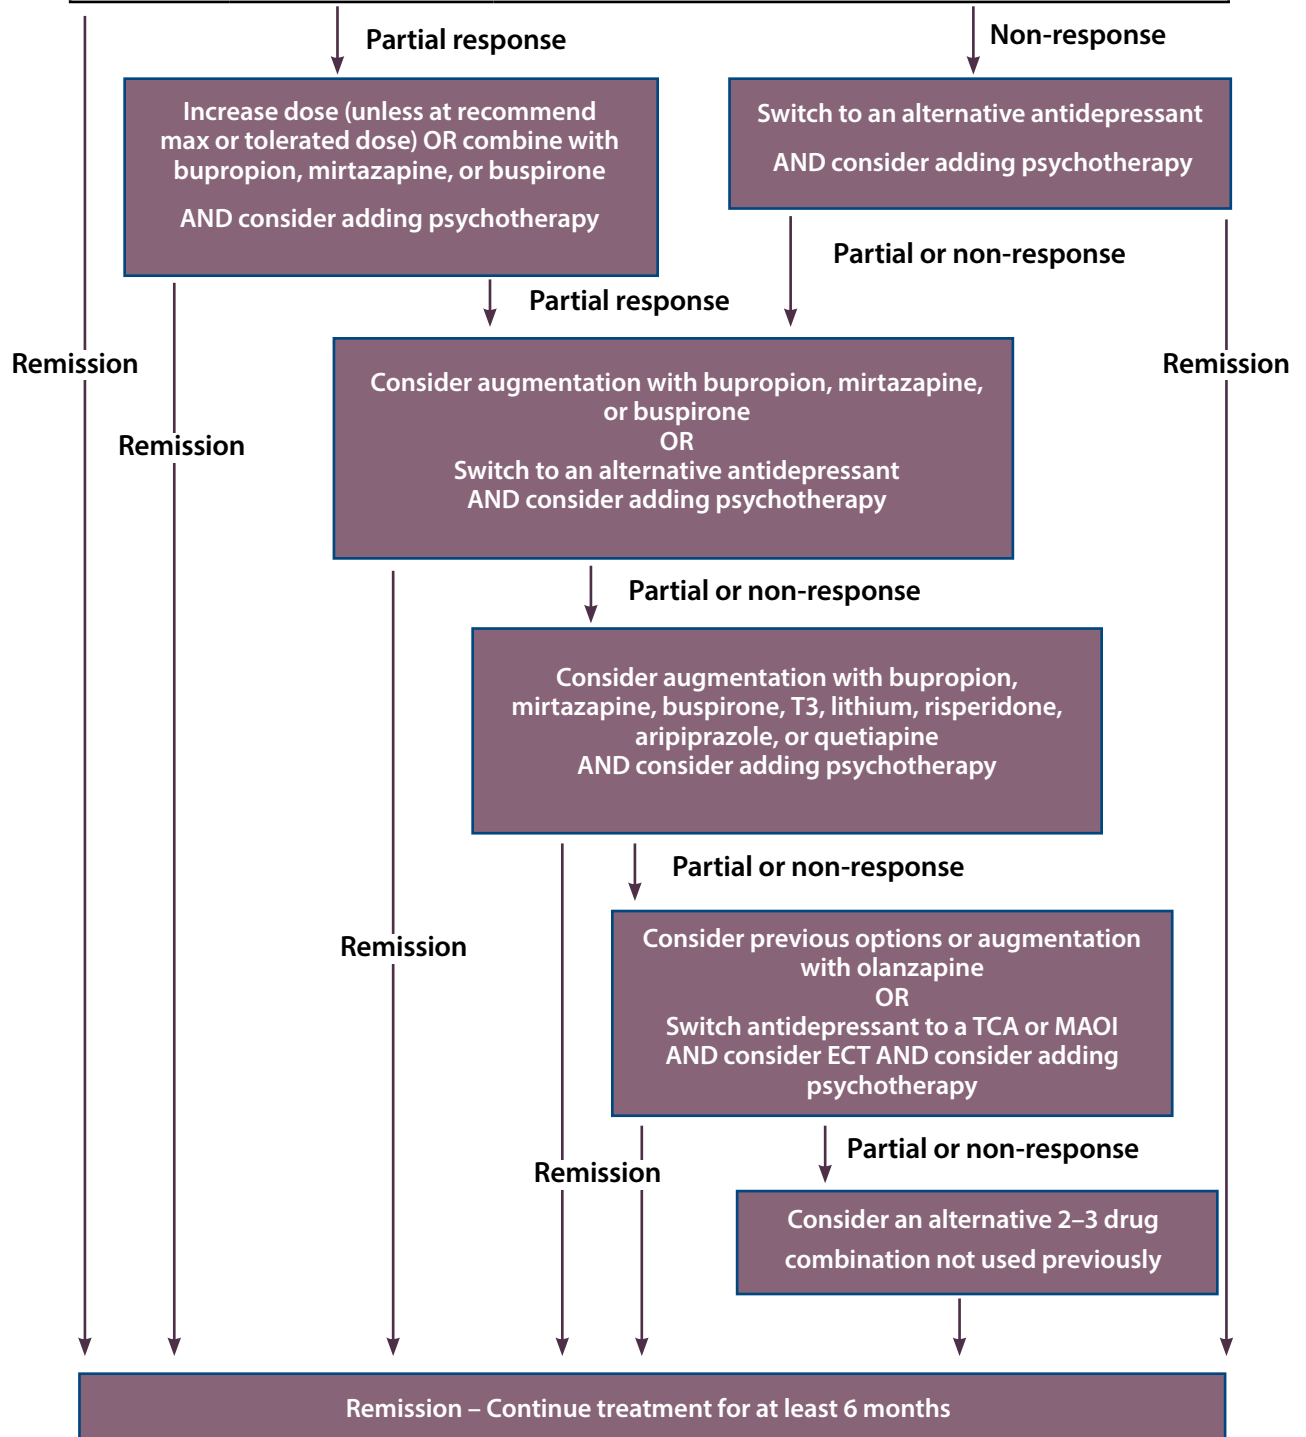 Partial response
Non-response
Increase dose (unless at recommend
max or tolerated dose) OR combine with
bupropion, mirtazapine, or buspirone
AND consider adding psychotherapy
Switch to an alternative antidepressant
AND consider adding psychotherapy
Partial or non-response
Partial response
Remission
Remission
Remission
Consider augmentation with bupropion, mirtazapine,
or buspirone
OR
Switch to an alternative antidepressant
AND consider adding psychotherapy
Partial or non-response
Consider augmentation with bupropion,
mirtazapine, buspirone, T3, lithium, risperidone,
aripiprazole, or quetiapine
AND consider adding psychotherapy
Partial or non-response
Remission
Consider previous options or augmentation
with olanzapine
OR
Switch antidepressant to a TCA or MAOI
AND consider ECT AND consider adding
psychotherapy
Partial or non-response
Remission
Consider an alternative 2–3 drug
combination not used previously
Remission – Continue treatment for at least 6 months